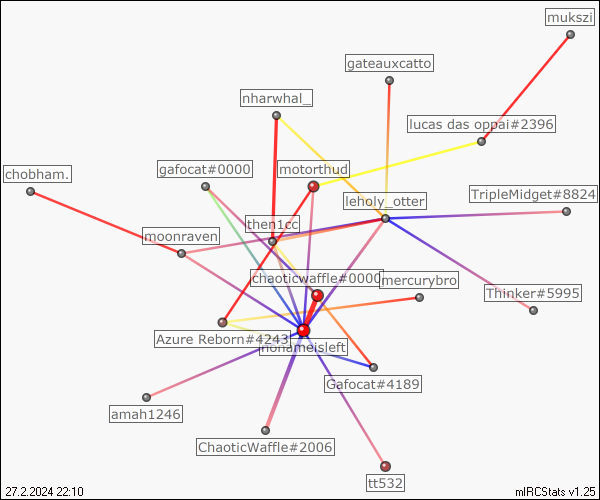 mukszi
gateauxcatto
nharwhal_
lucas das oppai#2396
gafocat#0000
motorthud
chobham.
TripleMidget#8824
leholy_otter
then1cc
moonraven
chaoticwaffle#0000
mercurybro
Thinker#5995
Azure Reborn#4243
nonameisleft
Gafocat#4189
amah1246
ChaoticWaffle#2006
tt532
27.2.2024 22:10
mIRCStats v1.25